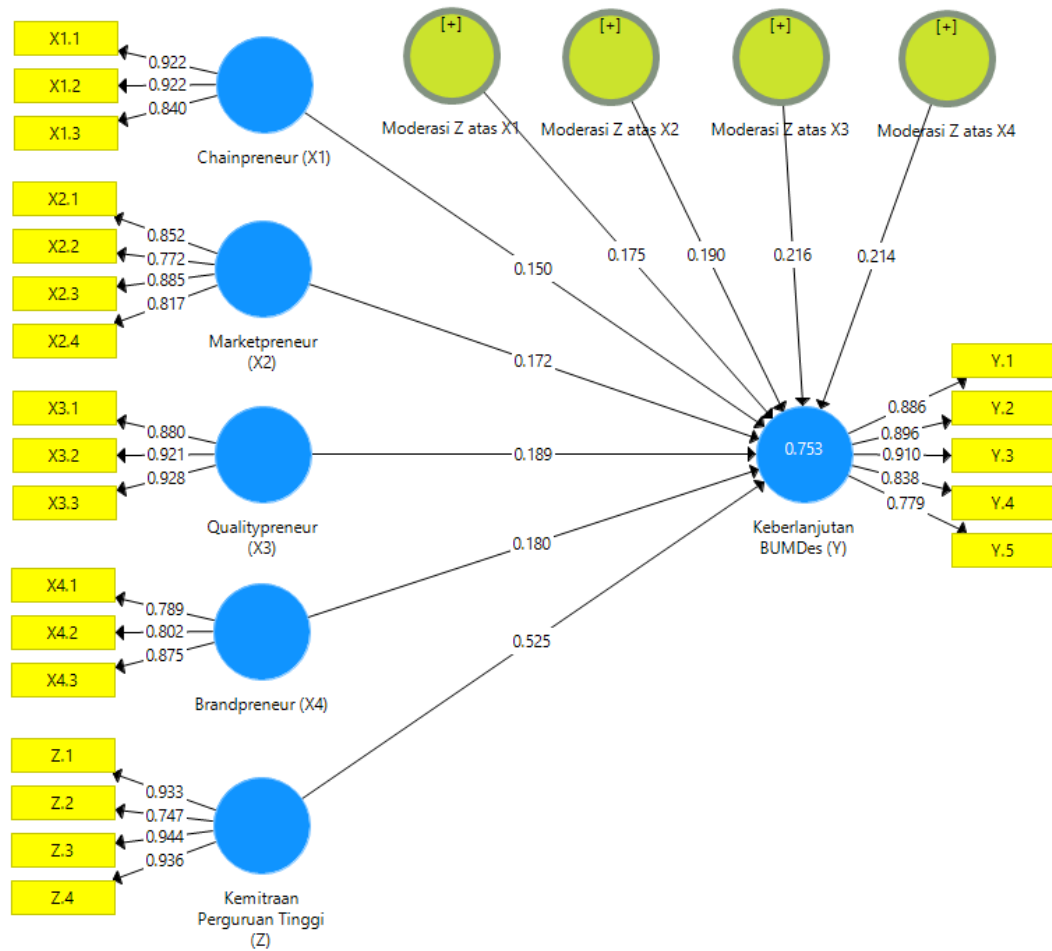 X1.1
X1.2
X1.3
0.922
0.922
0.840
Chainpreneur (X1)
[+]
[+]
[+]
[+]
Moderasi Z atas X1
Moderasi Z atas X2
Moderasi Z atas X3
Moderasi Z atas X4
X2.1
X2.2
X2.3
X2.4
0.852
0.772
0.885
0.817
Marketpreneur
(X2)
0.150
0.175
0.190
0.216
0.214
0.172
X3.1
X3.2
X3.3
0.880
0.921
0.928
Qualitypreneur
(X3)
0.189
0.753
Keberlanjutan
BUMDes (Y)
0.886
0.896
0.910
0.838
0.779
Y.1
Y.2
Y.3
Y.4
Y.5
X4.1
X4.2
X4.3
0.789
0.802
0.875
Brandpreneur (X4)
0.180
0.525
Z.1
Z.2
Z.3
Z.4
0.933
0.747
0.944
0.936
Kemitraan
Perguruan Tinggi
(Z)